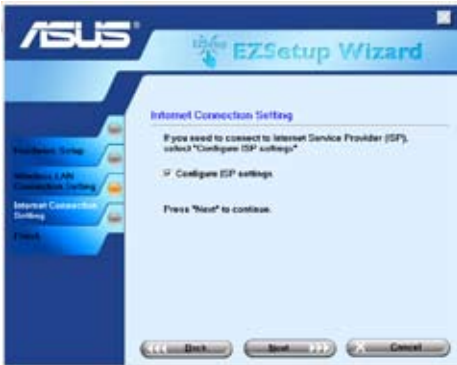 ASUS
EZSetup Wizard
Internet Connection Setting
If you need to connect to Internet Service Provider (ISP),
select "Configure ISP settings"
Configure ISP settings
Press "Next" to continue.
Hardware Setup
Wireless LAN
Connection Setting
Internet Connection
Setting
Finish
Back
Next
Cancel